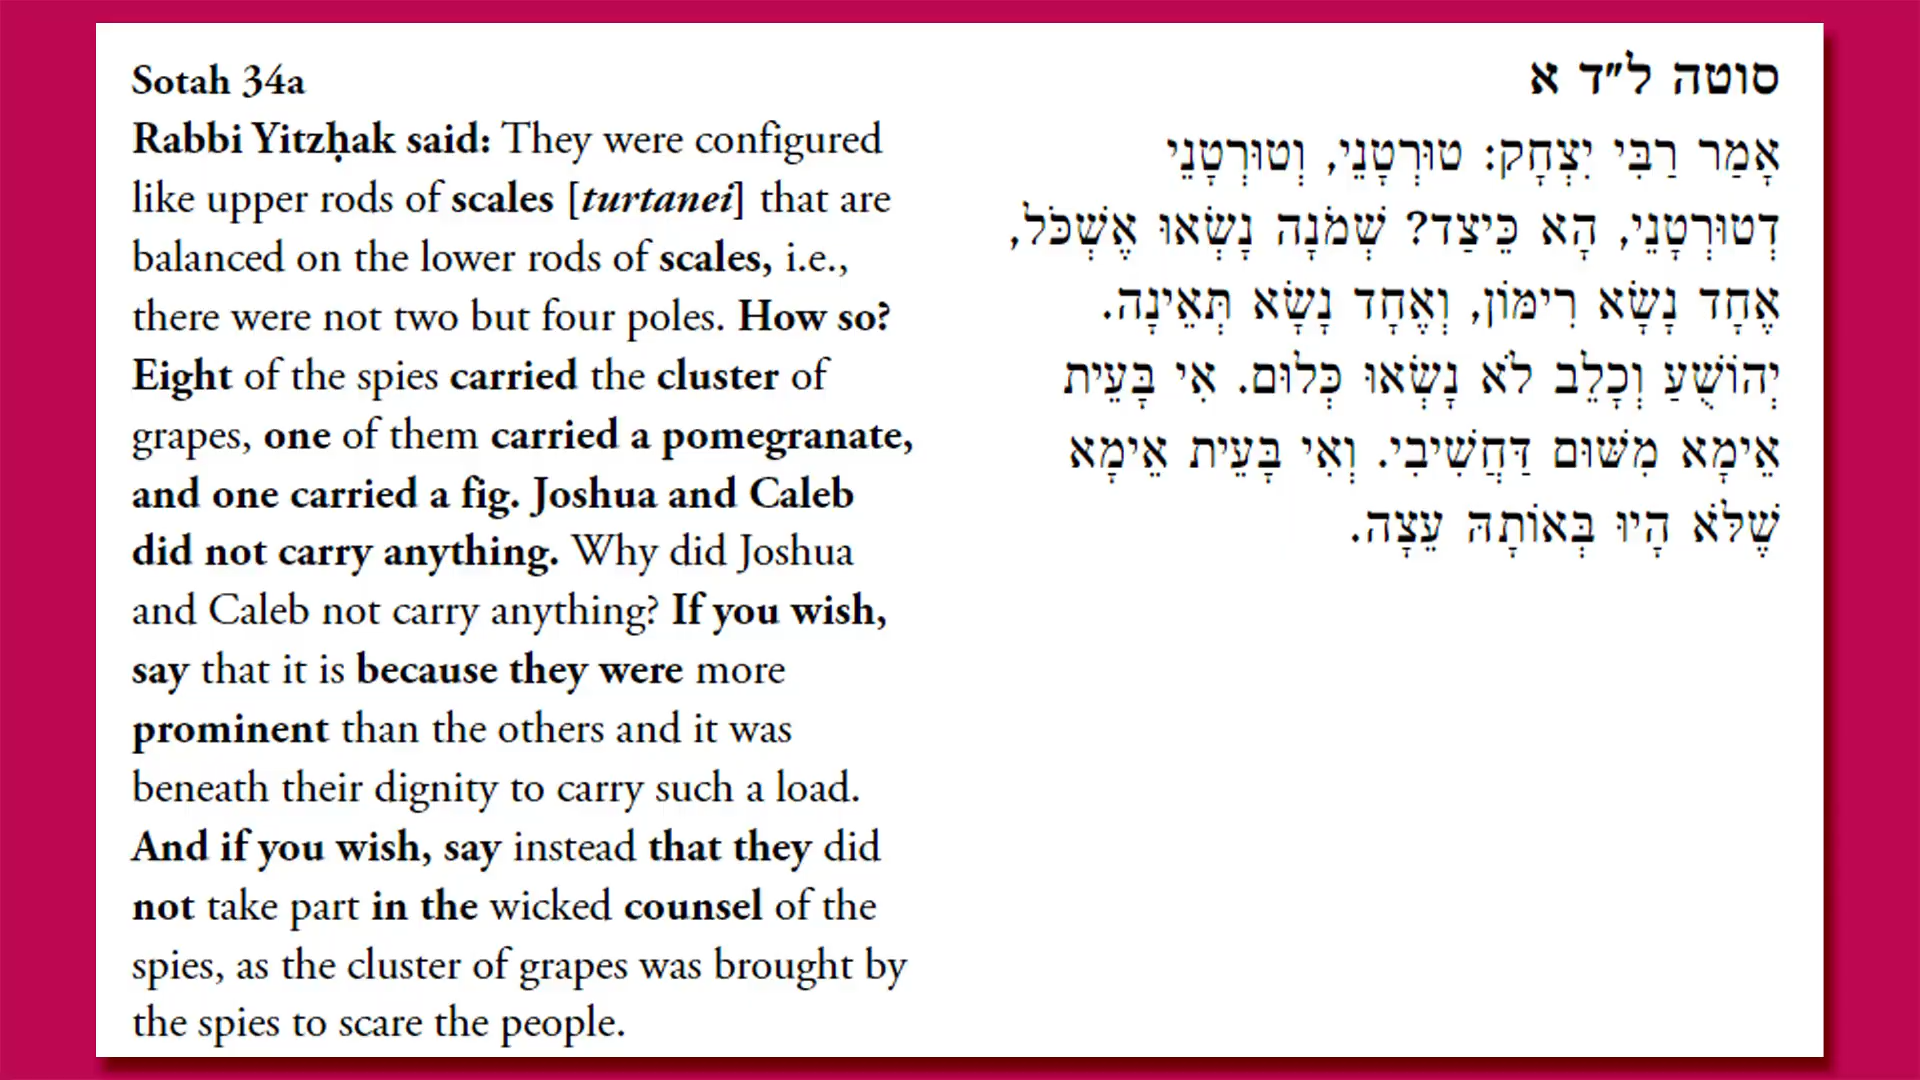 Sotah 34a
Rabbi Yitzḥak said: They were configured
like upper rods of scales [turtanei] that are
balanced on the lower rods of scales, i.e.,
there were not two but four poles. How so?
Eight of the spies carried the cluster of
grapes, one of them carried a pomegranate,
and one carried a fig. Joshua and Caleb
did not carry anything. Why did Joshua
and Caleb not carry anything? If you wish,
say that it is because they were more
prominent than the others and it was
beneath their dignity to carry such a load.
And if you wish, say instead that they did
not take part in the wicked counsel of the
spies, as the cluster of grapes was brought by
the spies to scare the people.
סוטה ל״ד א
אָמַר רַבִּי יִצְחָק: טוּרְטָנֵי, וְטוּרְטָנֵי
דְטוּרְטָנֵי, הָא כֵּיצַד? שְׁמֹנָה נָשְׂאוּ אֶשְׁכֹּל,
אֶחָד נָשָׂא רִימּוֹן, וְאֶחָד נָשָׂא תְּאֵינָה.
יְהוֹשֻׁעַ וְכָלֵב לֹא נָשְׂאוּ כְּלוּם. אִי בָּעֵית
אֵימָא מִשּׁוּם דַּחֲשִׁיבִי. וְאִי בָּעֵית אֵימָא
שֶׁלֹּא הָיוּ בְּאוֹתָהּ עֵצָה.